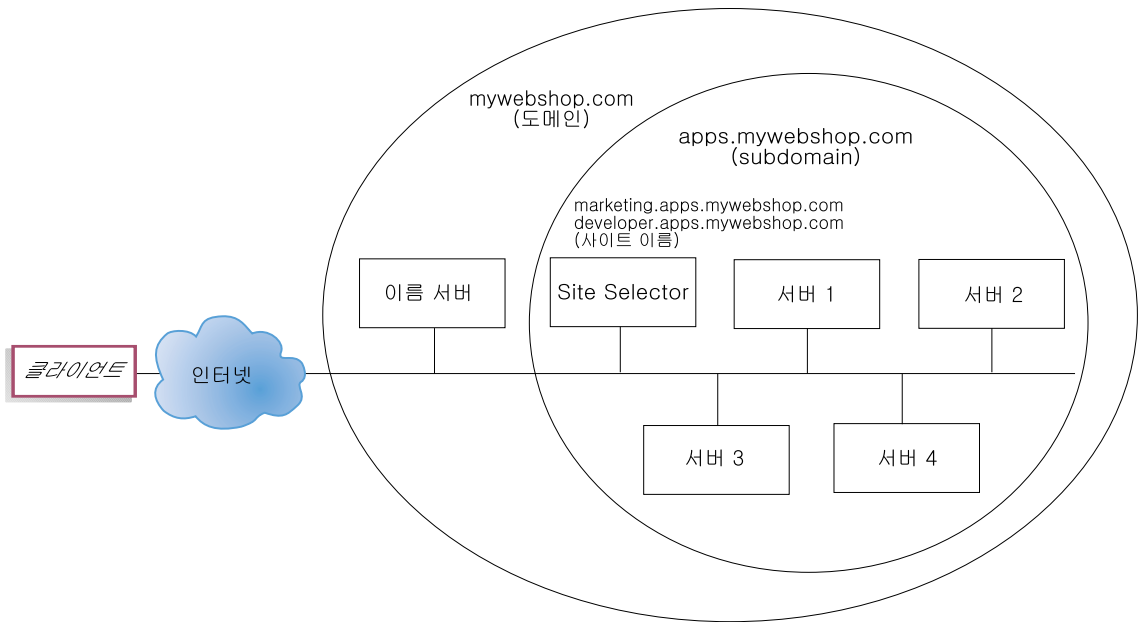 mywebshop.com
(도메인)
apps.mywebshop.com
(subdomain)
marketing.apps.mywebshop.com
developer.apps.mywebshop.com
(사이트 이름)
이름 서버
Site Selector
서버 1
서버 2
클라이언트
인터넷
서버 3
서버 4